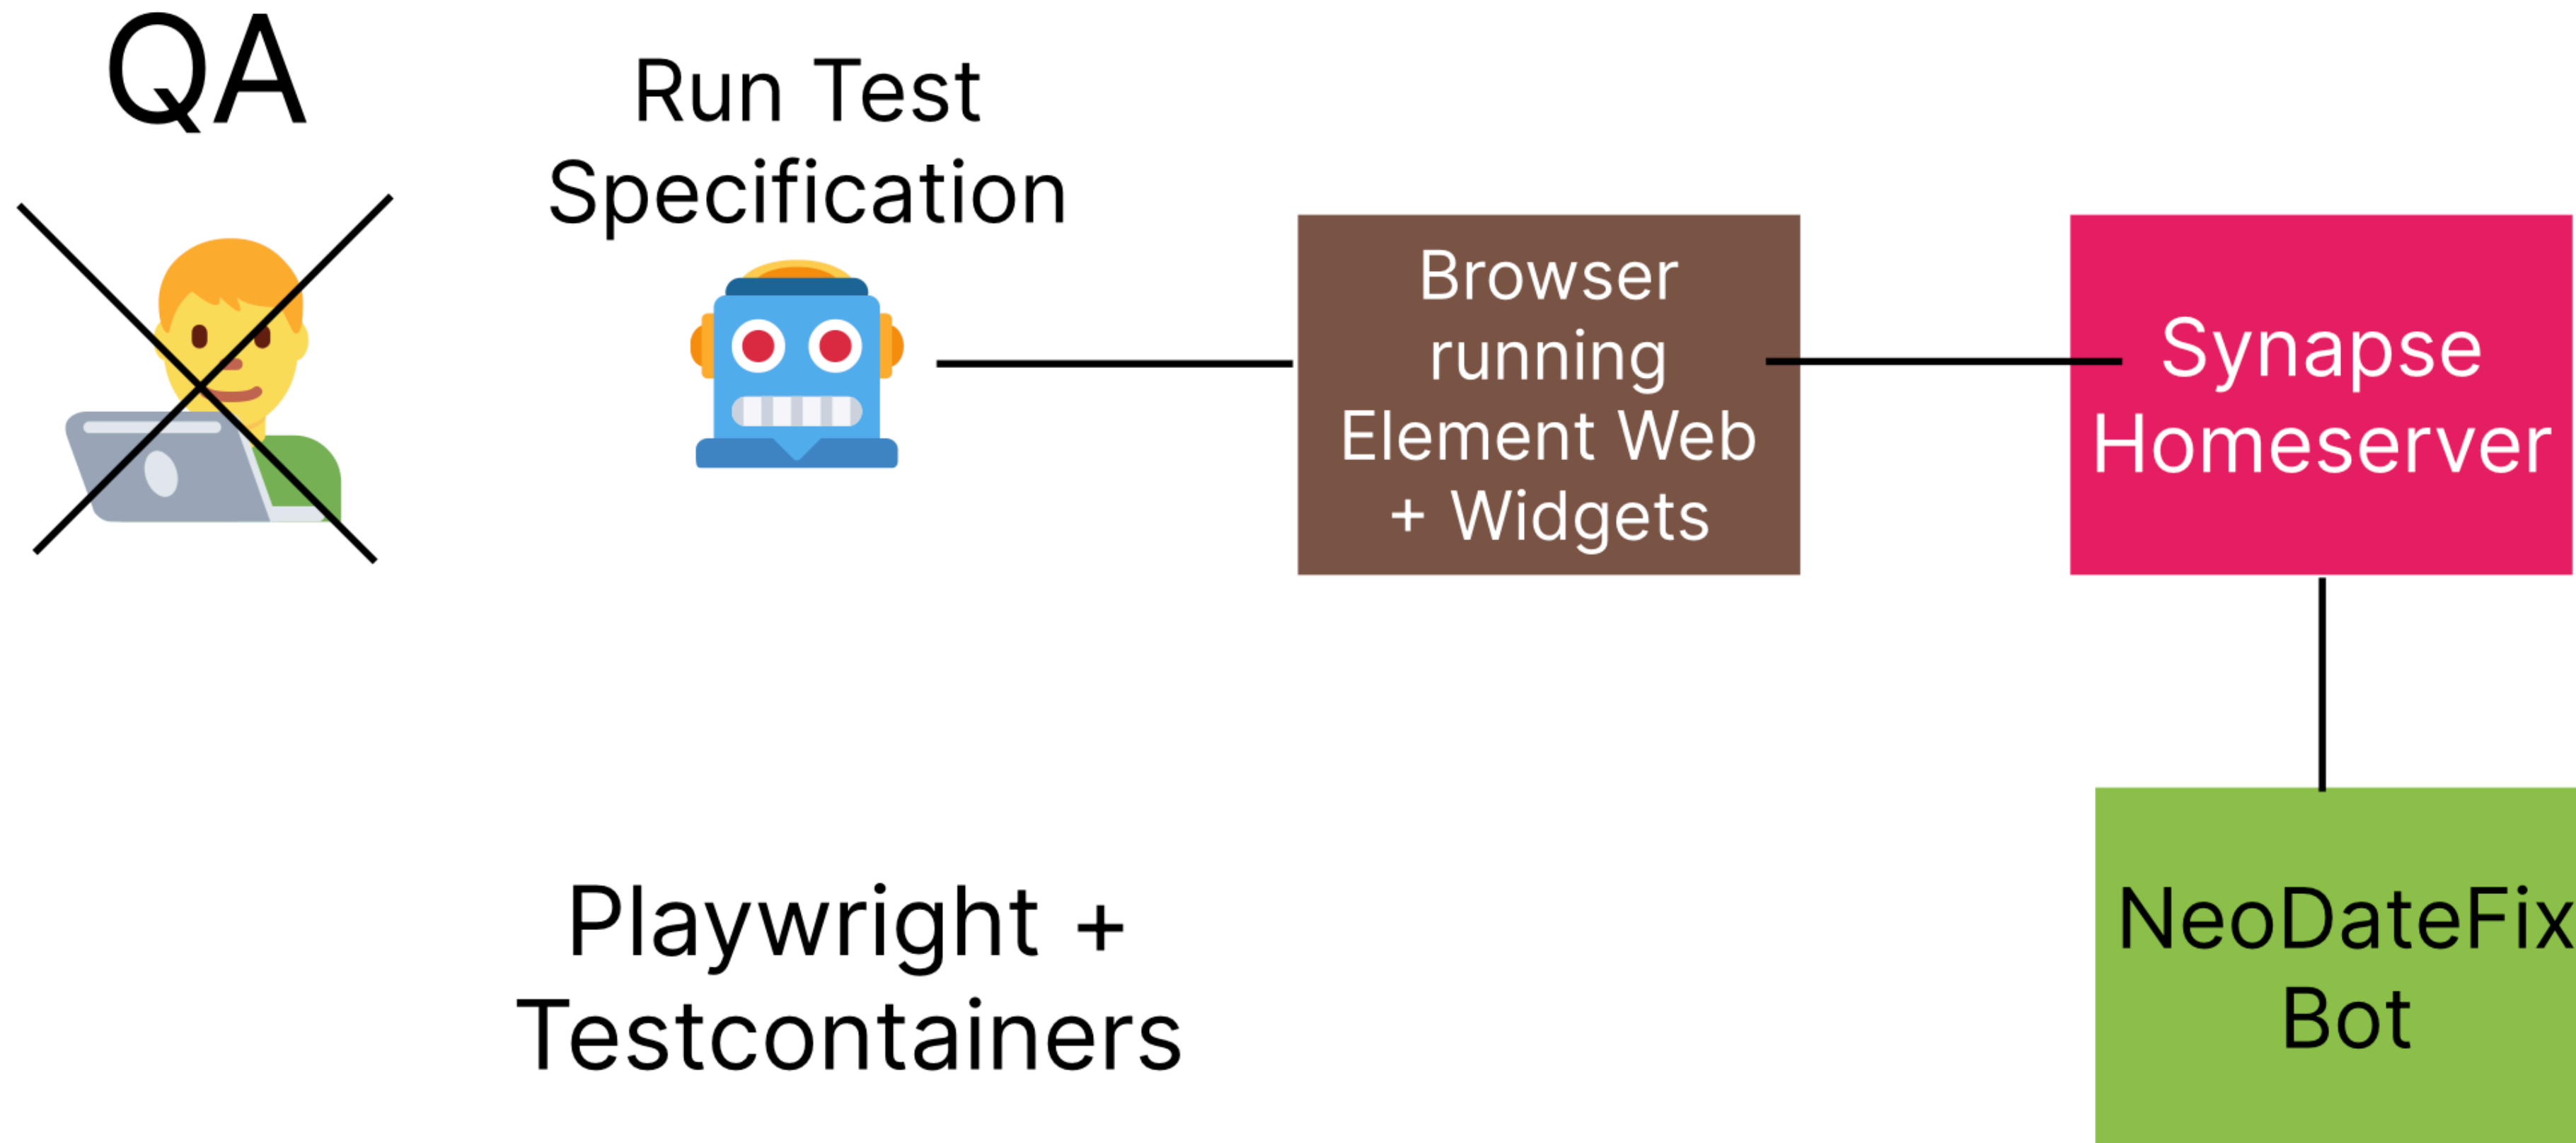 QA
Run Test
Specification
Browser
running
Element Web
+ Widgets
Synapse
Homeserver
NeoDateFix
Bot
Playwright +
Testcontainers